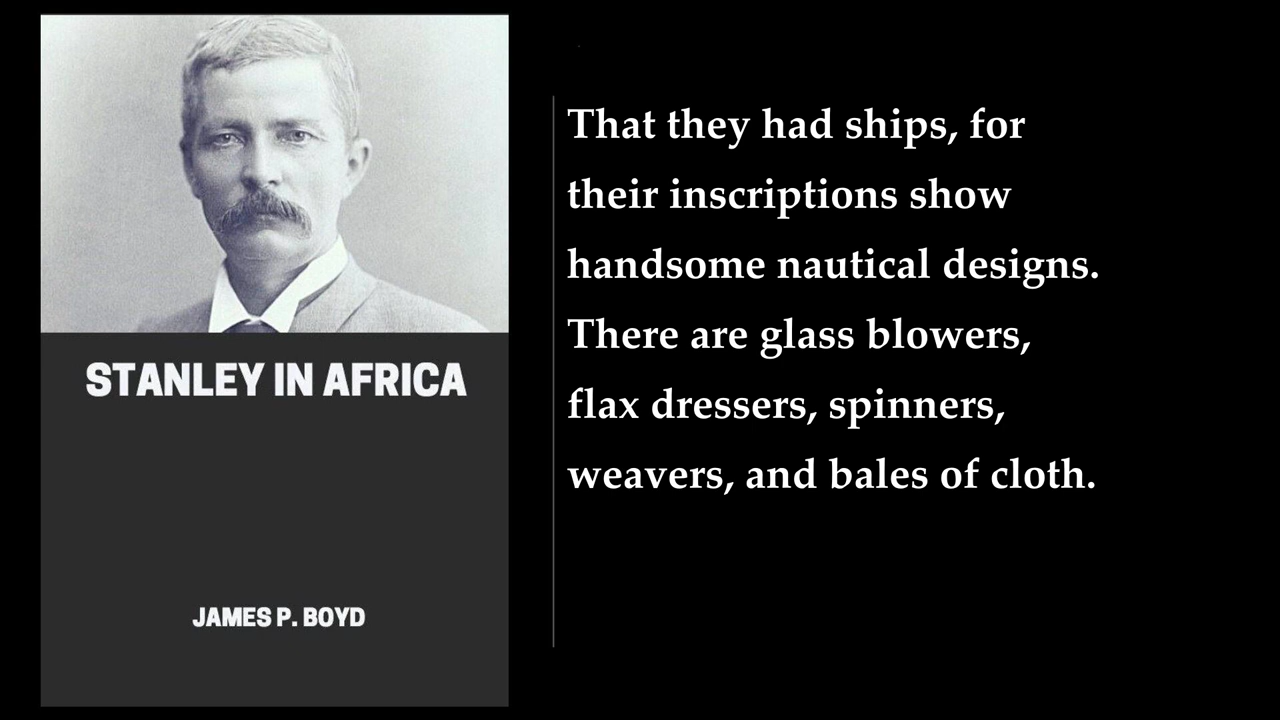 STANLEY IN AFRICA
JAMES P. BOYD
That they had ships, for
their inscriptions show
handsome nautical designs.
There are glass blowers,
flax dressers, spinners,
weavers, and bales of cloth.